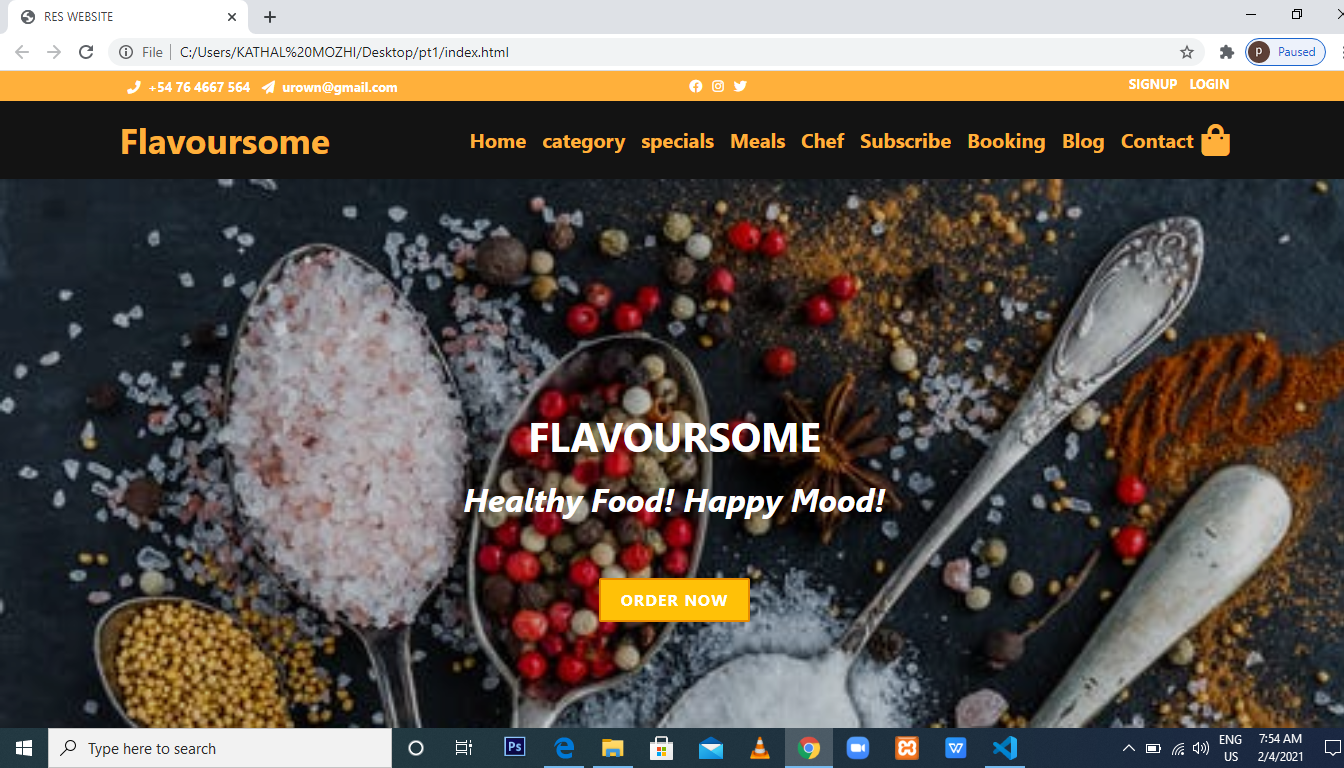 RES WEBSITE
File C:/Users/KATHAL%20MOZHI/Desktop/pt1/index.html
P Paused
+54 76 4667 564 urown@gmail.com
SIGNUP LOGIN
Flavoursome
Home category specials Meals Chef Subscribe Booking Blog Contact
FLAVOURSOME
Healthy Food! Happy Mood!
ORDER NOW
Type here to search
Ps
W
ENG
US
7:54 AM
2/4/2021